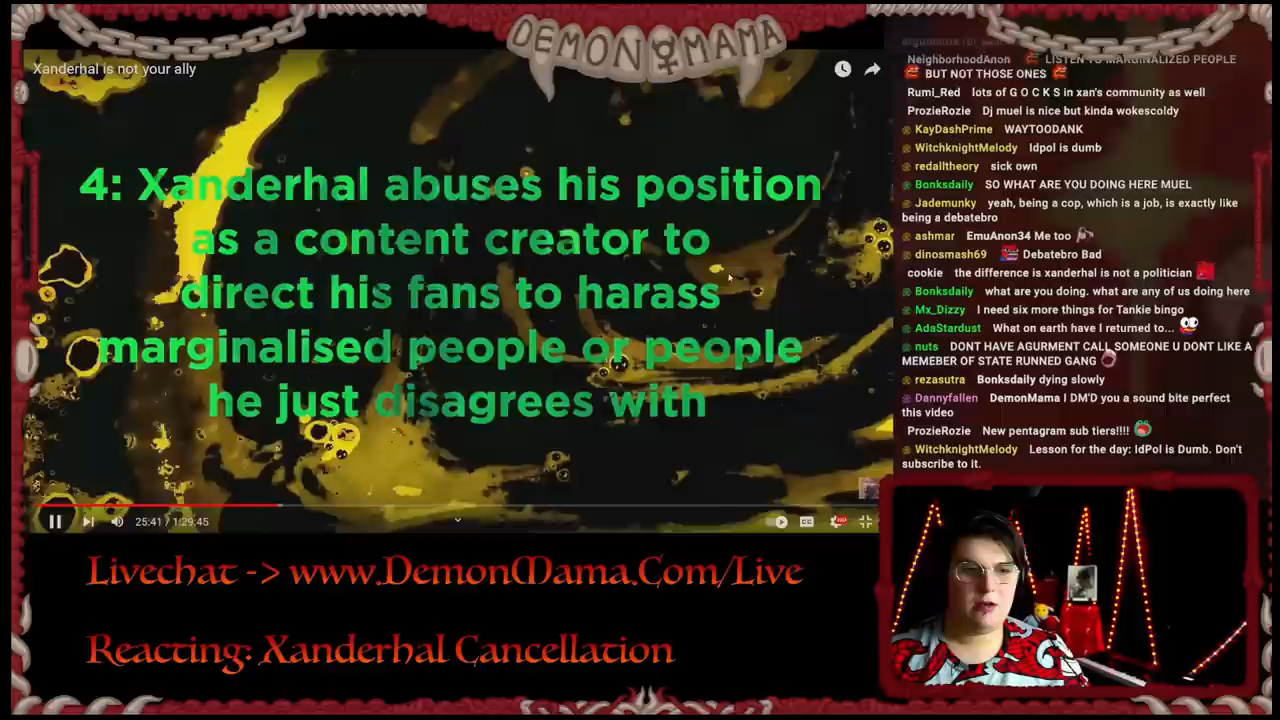 DEMON MAMA
Xanderhal is not your ally
4: Xanderhal abuses his position
as a content creator to
direct his fans to harass
marginalised people or people
he just disagrees with
25:41 / 1:29:45
CC
HD
Livechat -> www.DemonMama.Com/Live
Reacting: Xanderhal Cancellation
NeighborhoodAnon LISTEN TO MARGINALIZED PEOPLE
BUT NOT THOSE ONES
Rumi_Red lots of G O C K S in xan's community as well
ProzieRozie Dj muel is nice but kinda wokescoldy
KayDashPrime WAYTOODANK
WitchknightMelody Idpol is dumb
redalltheory sick own
Bonksdaily SO WHAT ARE YOU DOING HERE MUEL
Jademunky yeah, being a cop, which is a job, is exactly like
being a debatebro
ashmar EmuAnon34 Me too
dinosmash69 Debatebro Bad
cookie the difference is xanderhal is not a politician
Bonksdaily what are you doing. what are any of us doing here
Mx_Dizzy I need six more things for Tankie bingo
AdaStardust What on earth have I returned to...
nuts DONT HAVE AGURMENT CALL SOMEONE U DONT LIKE A
MEMEBER OF STATE RUNNED GANG
rezasutra Bonksdaily dying slowly
Dannyfallen DemonMama I DM'D you a sound bite perfect
this video
ProzieRozie New pentagram sub tiers!!!!
WitchknightMelody Lesson for the day: IdPol is Dumb. Don't
subscribe to it.